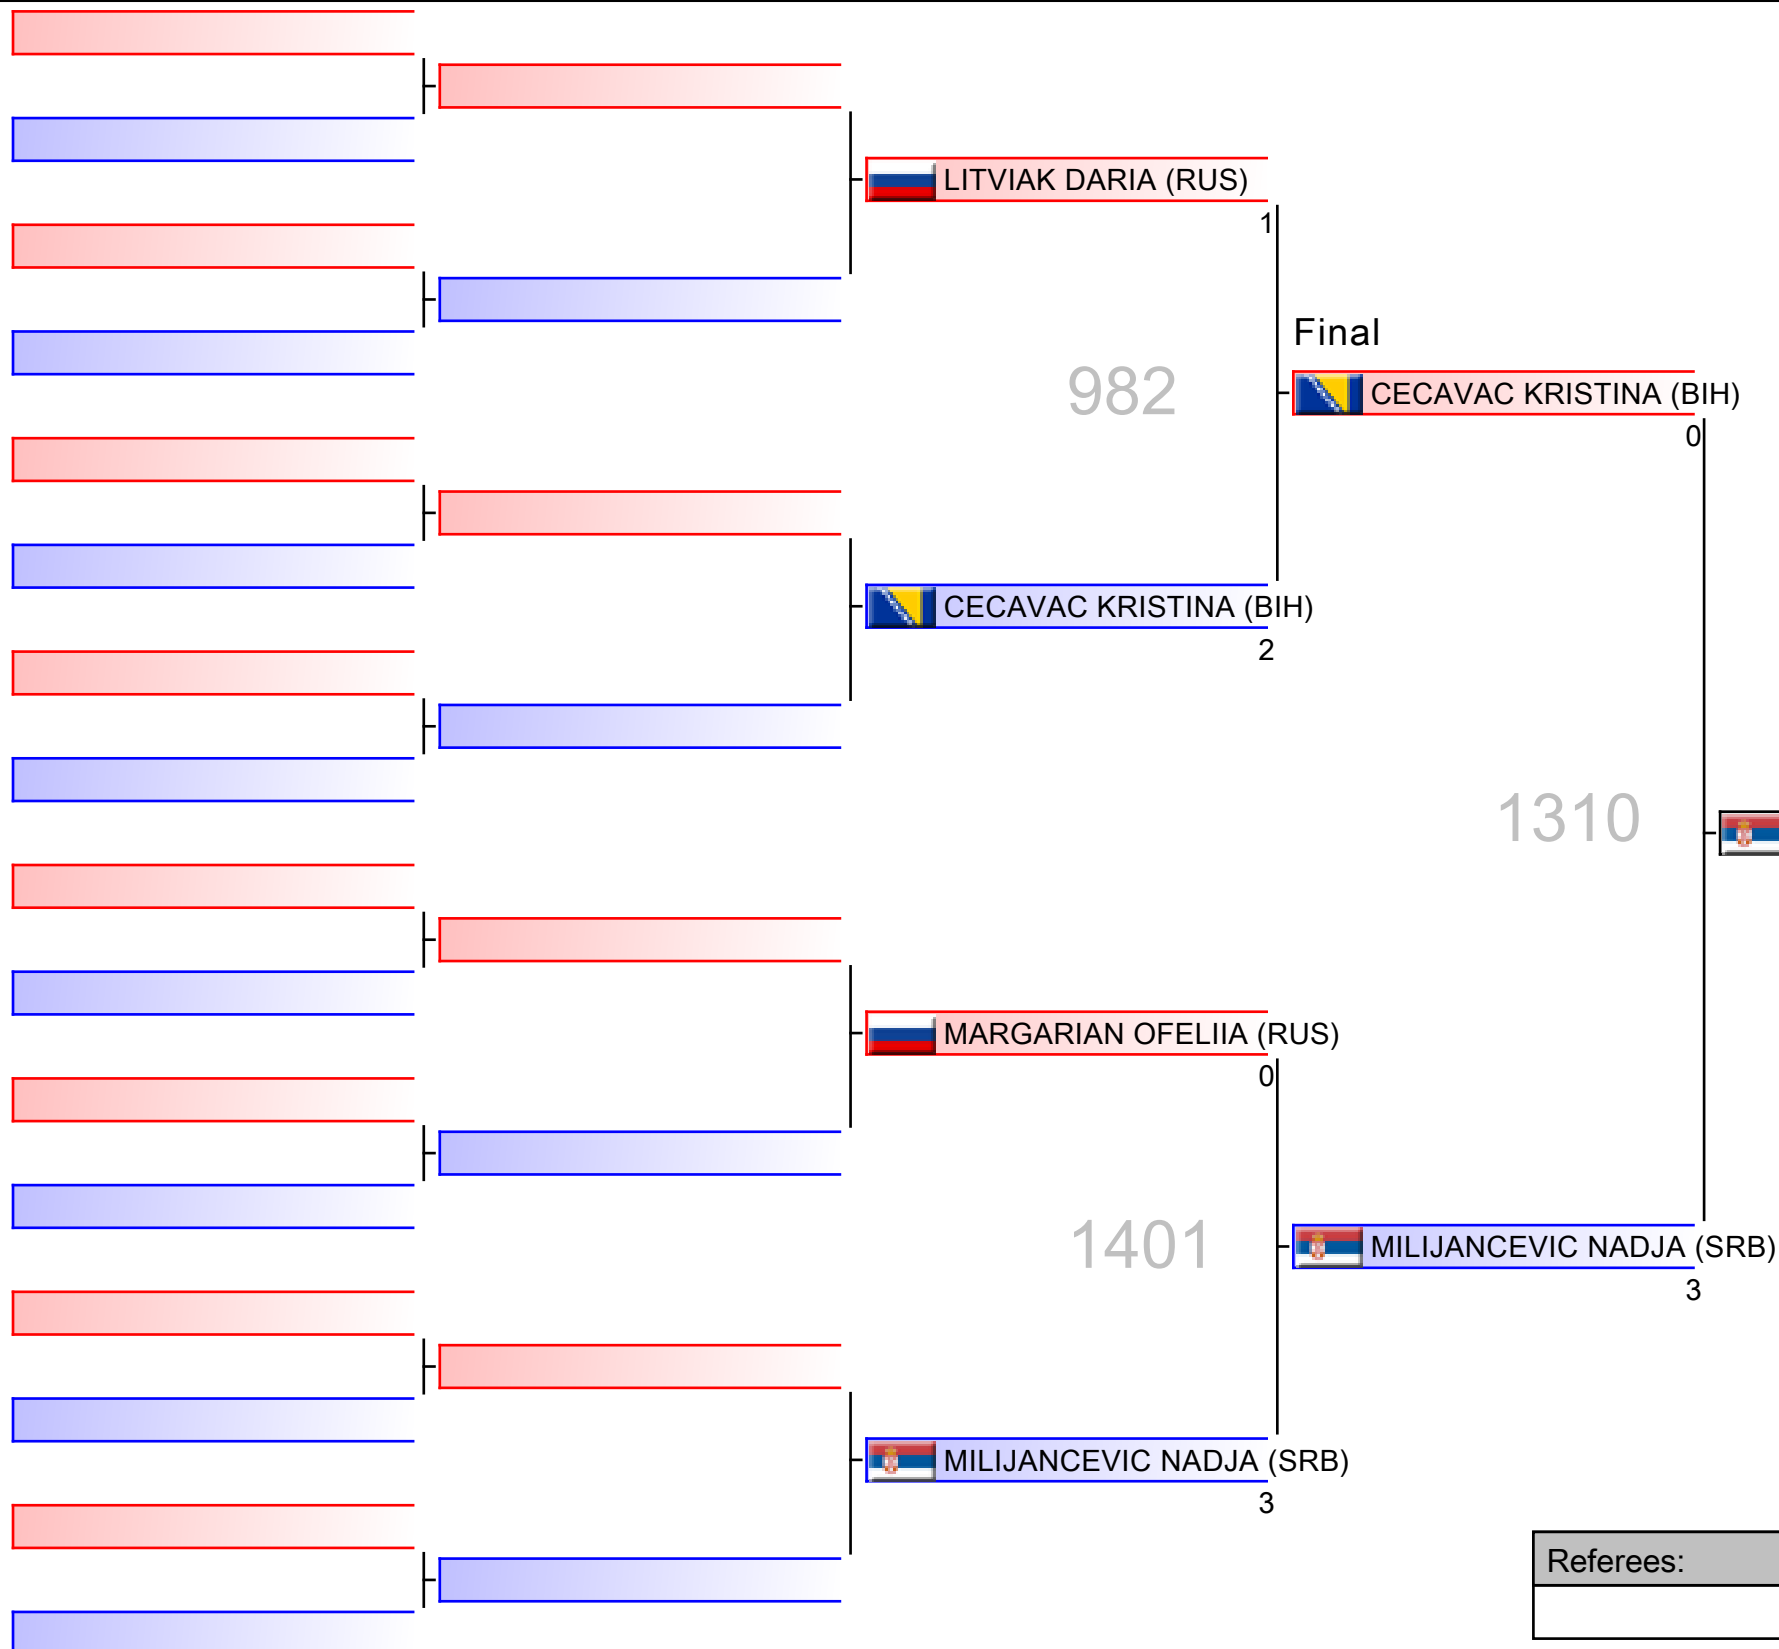 LITVIAK DARIA (RUS)
1
Final
982
CECAVAC KRISTINA (BIH)
0
CECAVAC KRISTINA (BIH)
2
1310
MARGARIAN OFELIIA (RUS)
0
1401
MILIJANCEVIC NADJA (SRB)
3
MILIJANCEVIC NADJA (SRB)
3
Referees: